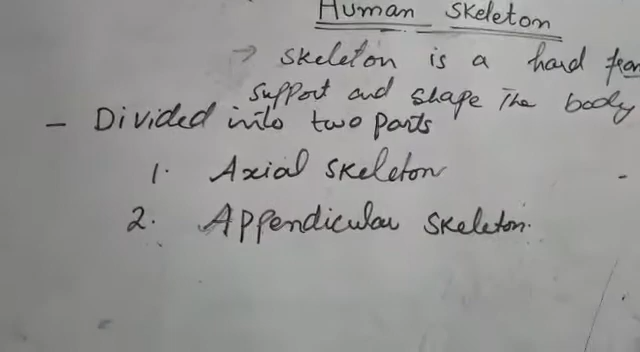 Human Skeleton
→ Skeleton is a hard
support and shape The body
- Divided into two parts
1. Axial Skeleton
2. Appendicular Skeleton.